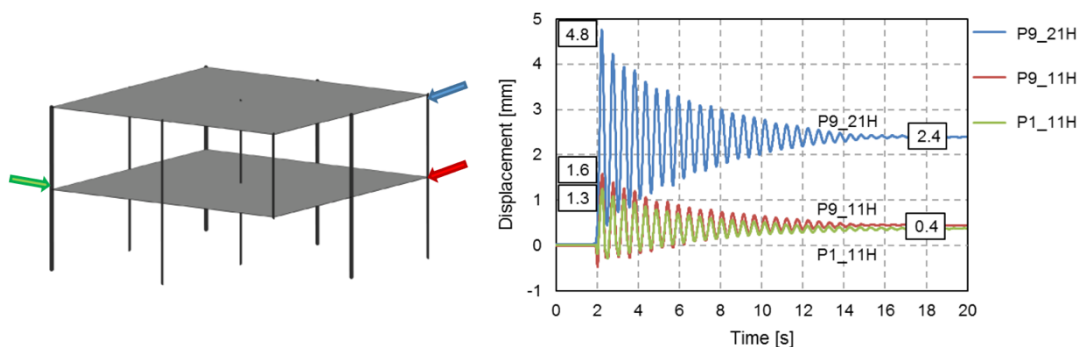 5
4
3
2
1
0
-1
0 2 4 6 8 10 12 14 16 18 20
Displacement [mm]
Time [s]
4.8
1.6
1.3
P9_21H
2.4
P9_11H
0.4
P1_11H
P9_21H
P9_11H
P1_11H